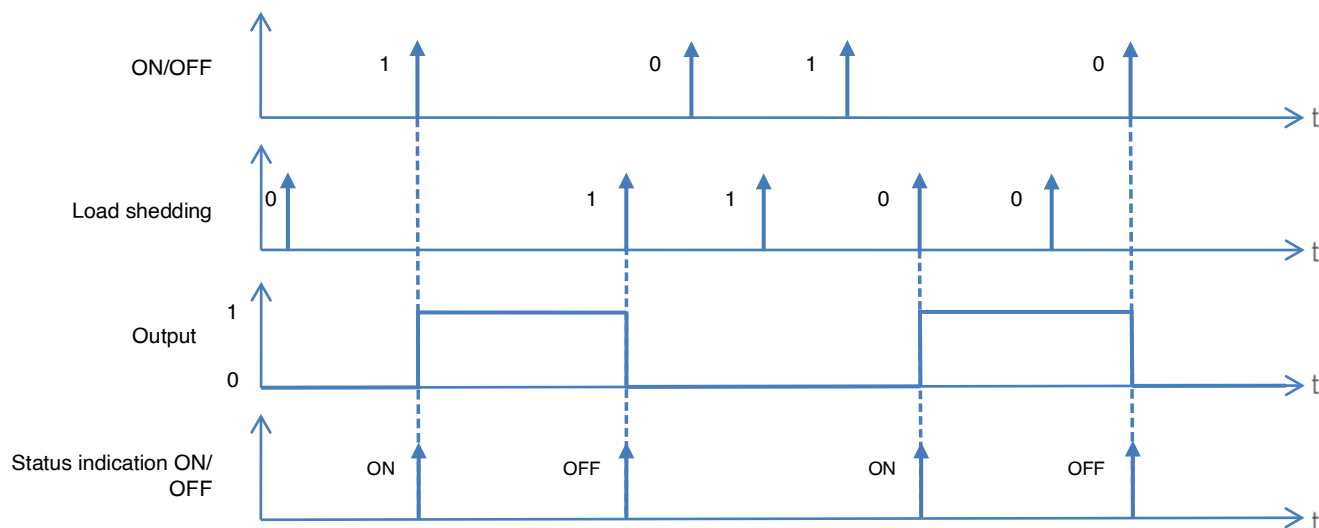 ON/OFF
1
0
1
0
t
Load shedding
0
1
1
0
0
t
Output
1
0
t
Status indication ON/
OFF
ON
OFF
ON
OFF
t